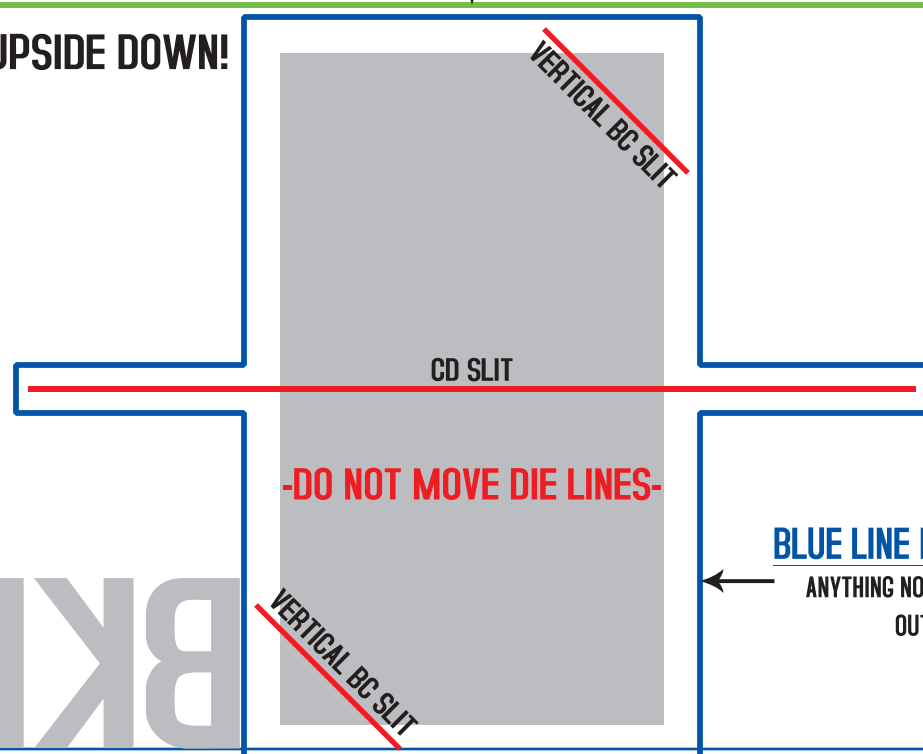 UPSIDE DOWN!
VERTICAL BC SLIT
CD SLIT
-DO NOT MOVE DIE LINES-
BLUE LINE
ANYTHING NO
OUT
VERTICAL BC SLIT
BK